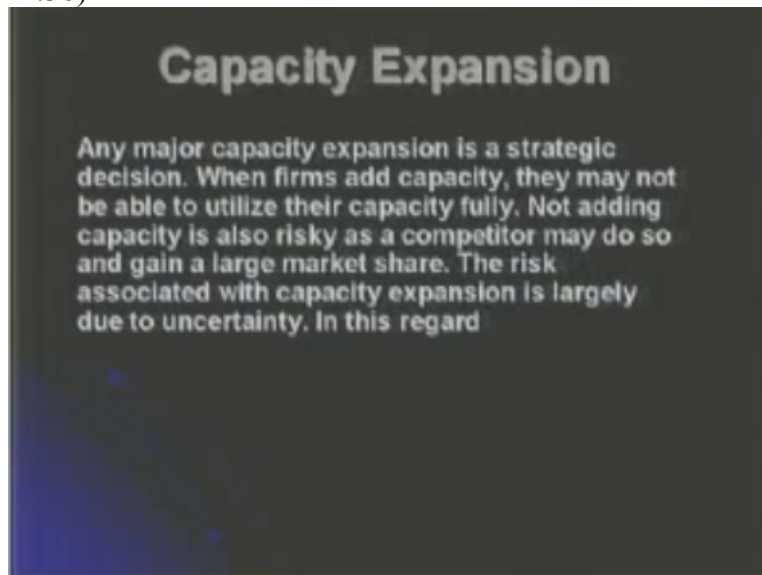 Capacity Expansion
Any major capacity expansion is a strategic
decision. When firms add capacity, they may not
be able to utilize their capacity fully. Not adding
capacity is also risky as a competitor may do so
and gain a large market share. The risk
associated with capacity expansion is largely
due to uncertainty. In this regard